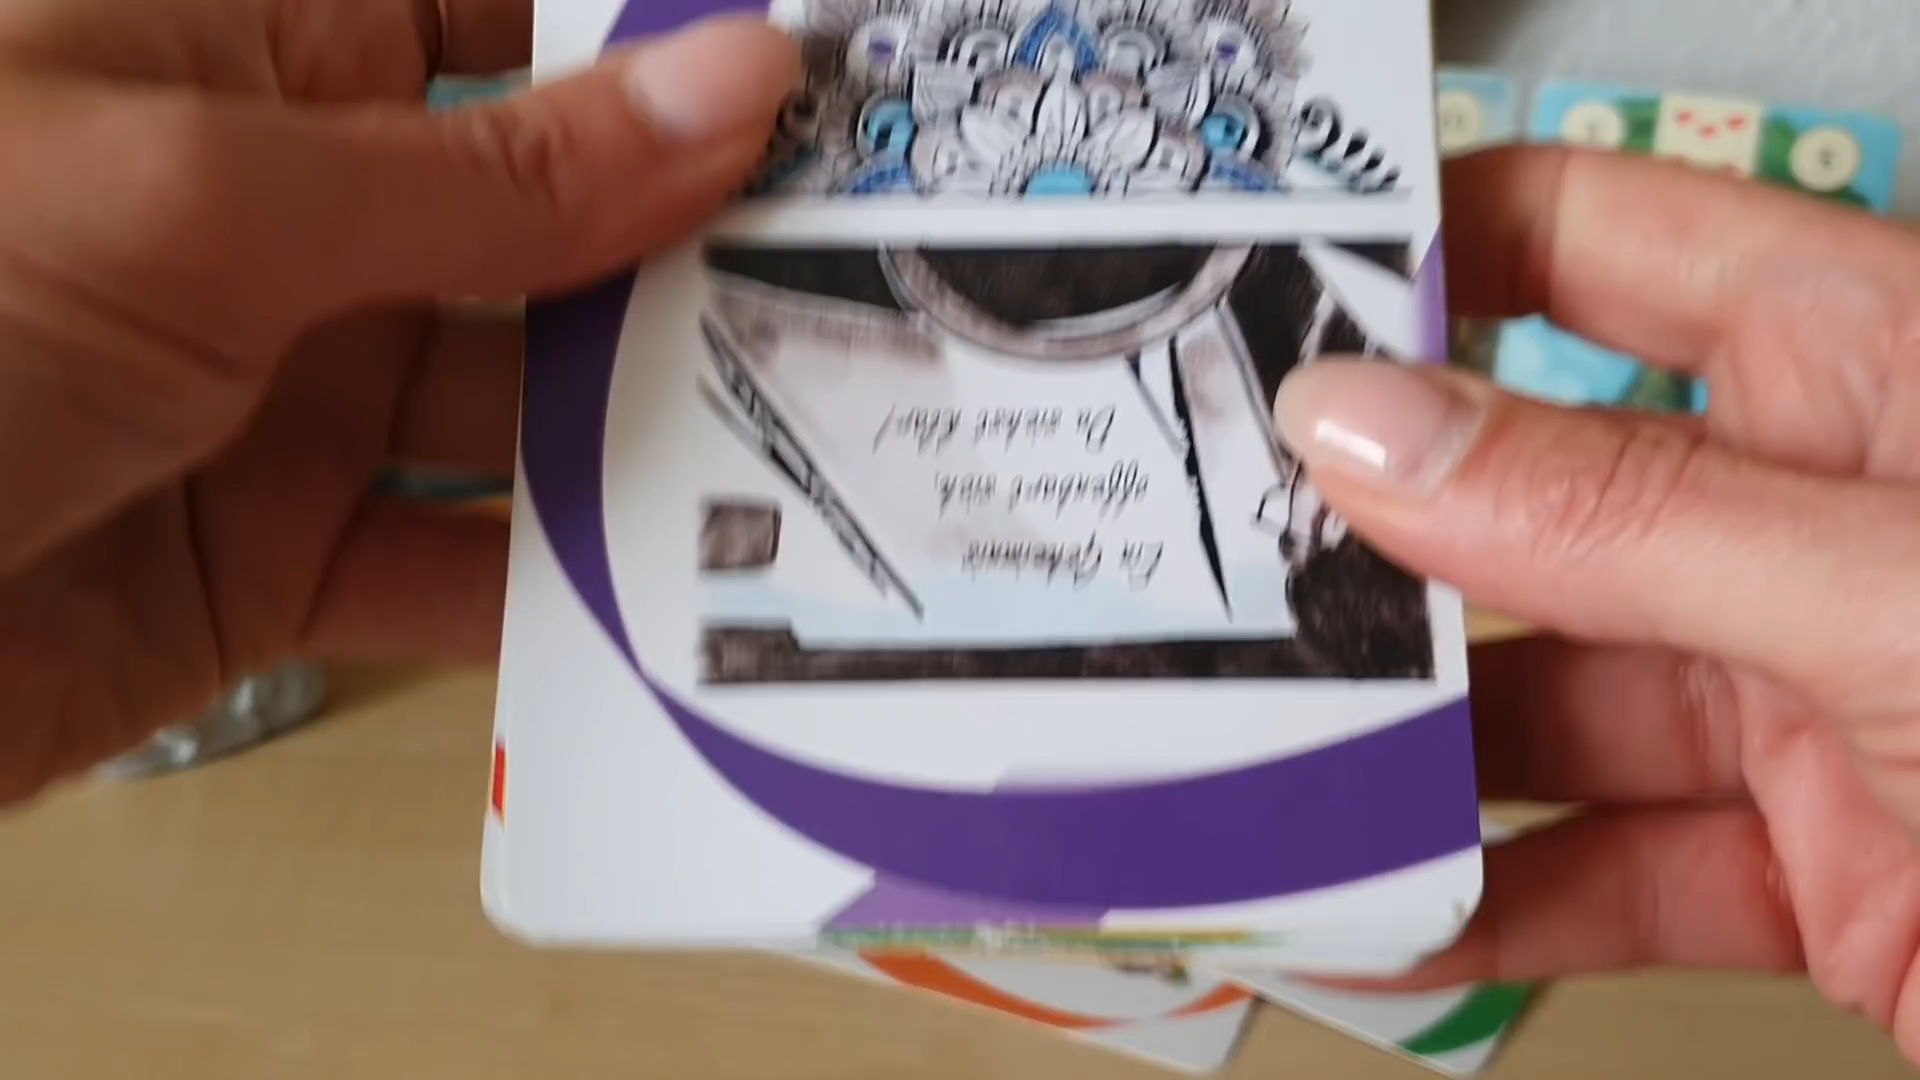 Ein Geheimnis
offenbart sich,
Du siehst klar!